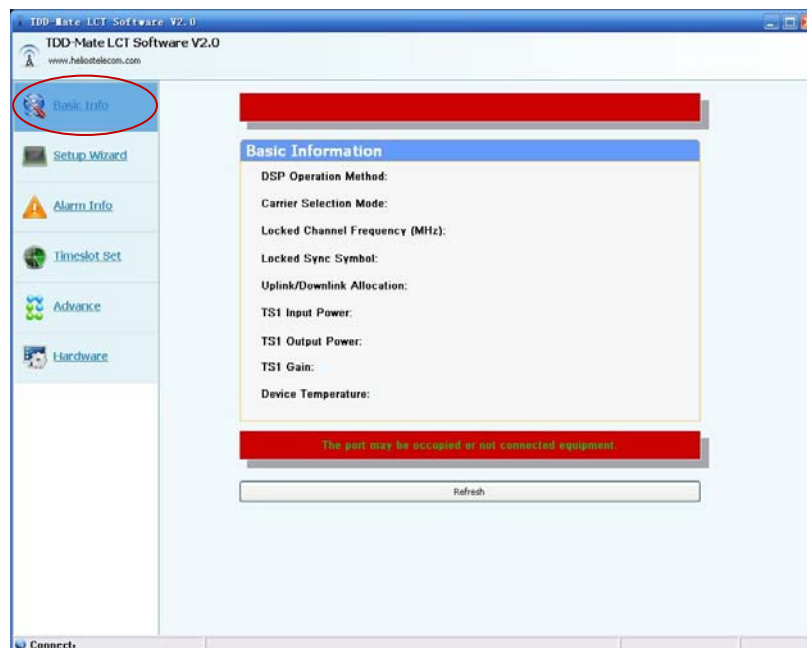 TDD-Mate LCT Software V2.0
TDD-Mate LCT Software V2.0
www.heliostelecom.com
Basic Info
Setup Wizard
Alarm Info
Timeslot Set
Advance
Hardware
Basic Information
DSP Operation Method:
Carrier Selection Mode:
Locked Channel Frequency (MHz):
Locked Sync Symbol:
Uplink/Downlink Allocation:
TS1 Input Power:
TS1 Output Power:
TS1 Gain:
Device Temperature:
The port may be occupied or not connected equipment.
Refresh
Connect: